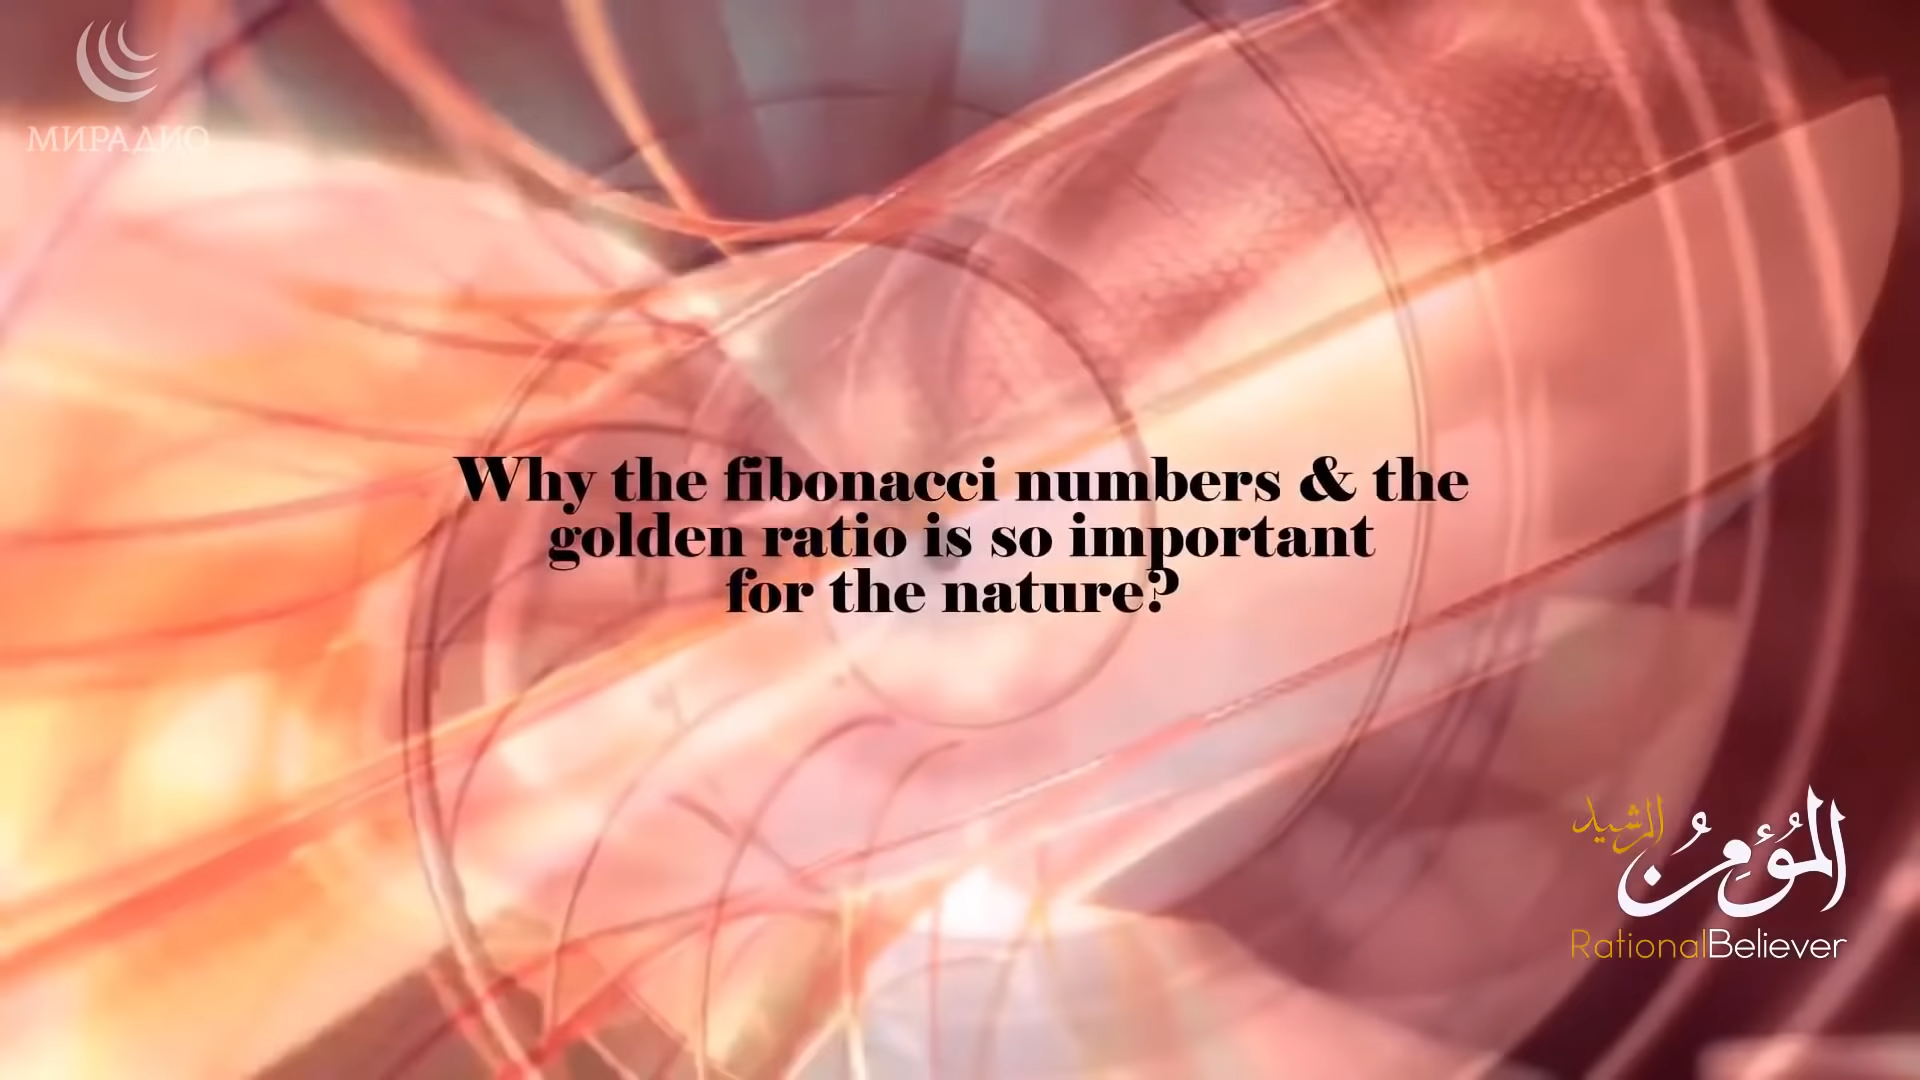 МИРАДИО
Why the fibonacci numbers & the
golden ratio is so important
for the nature?
المؤمن الرشيد
RationalBeliever